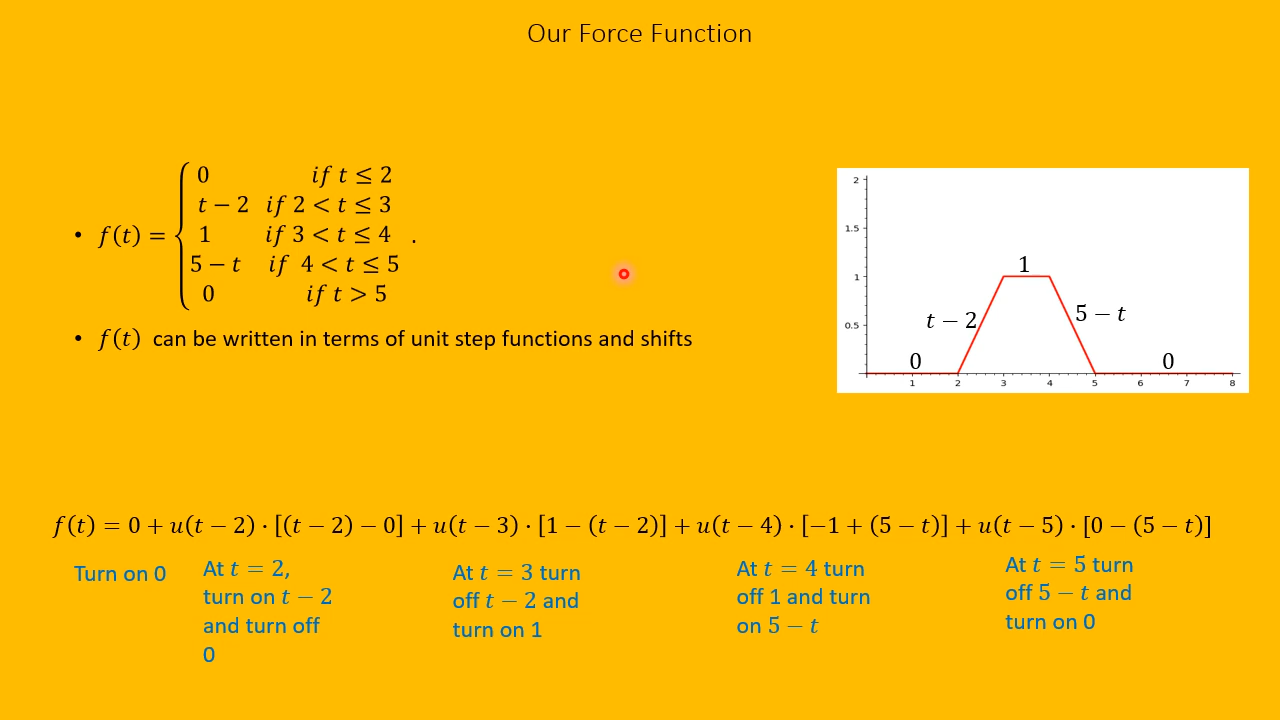 Our Force Function
• f(t) = { 0 if t ≤ 2
t − 2 if 2 < t ≤ 3
1 if 3 < t ≤ 4 .
5 − t if 4 < t ≤ 5
0 if t > 5
• f(t) can be written in terms of unit step functions and shifts
2
1.5
1
0.5
1 2 3 4 5 6 7 8
0
t − 2
1
5 − t
0
f(t) = 0 + u(t − 2) · [(t − 2) − 0] + u(t − 3) · [1 − (t − 2)] + u(t − 4) · [−1 + (5 − t)] + u(t − 5) · [0 − (5 − t)]
Turn on 0
At t = 2,
turn on t − 2
and turn off
0
At t = 3 turn
off t − 2 and
turn on 1
At t = 4 turn
off 1 and turn
on 5 − t
At t = 5 turn
off 5 − t and
turn on 0